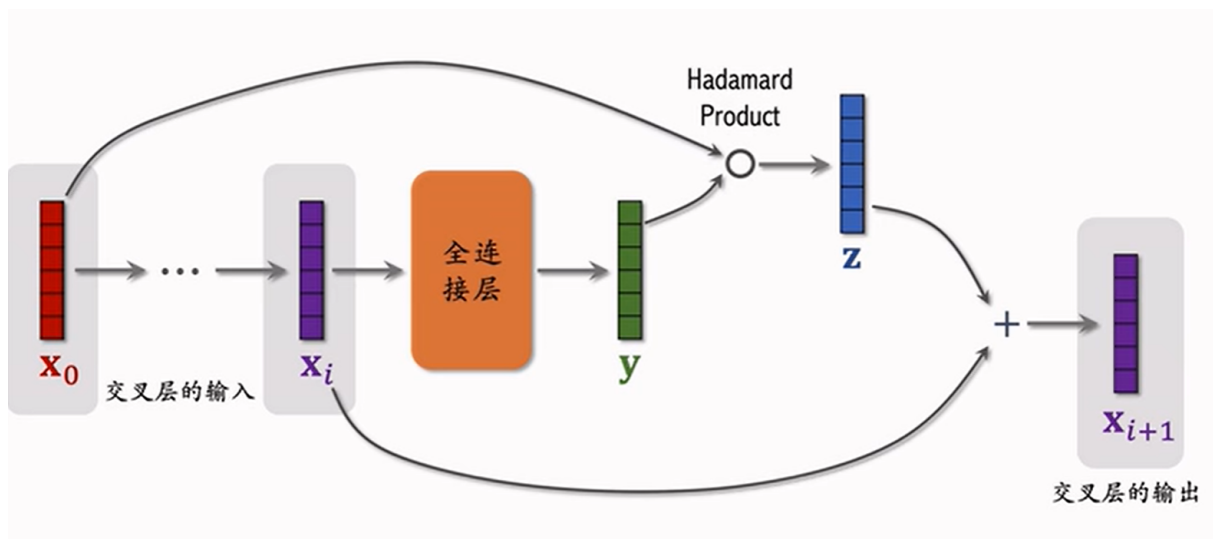 Hadamard
Product
z
全连
接层
x₀
交叉层的输入
xᵢ
y
+
xᵢ₊₁
交叉层的输出
...